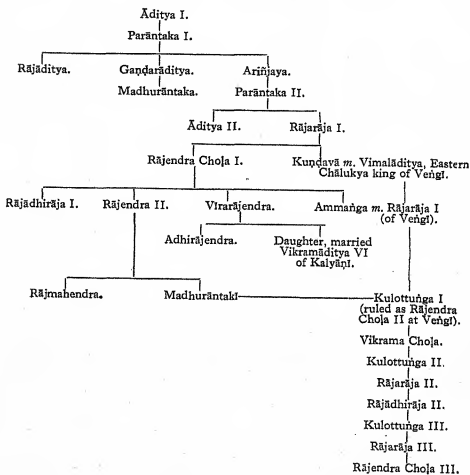 Āditya I.
Parāntaka I.
Rājāditya. Gaṇḍarāditya. Ariñjaya.
Madhurāntaka. Parāntaka II.
Āditya II. Rājarāja I.
Rājendra Choḷa I. Kuṇḍavā m. Vimalāditya, Eastern
Chālukya king of Veṅgī.
Rājādhirāja I. Rājendra II. Vīrarājendra. Ammaṅga m. Rājarāja I
(of Veṅgī).
Adhirājendra. Daughter, married
Vikramāditya VI
of Kalyāṇī.
Rājmahendra. Madhurāntakī Kulottuṅga I
(ruled as Rājendra
Choḷa II at Veṅgī).
Vikrama Choḷa.
Kulottuṅga II.
Rājarāja II.
Rājādhirāja II.
Kulottuṅga III.
Rājarāja III.
Rājendra Choḷa III.